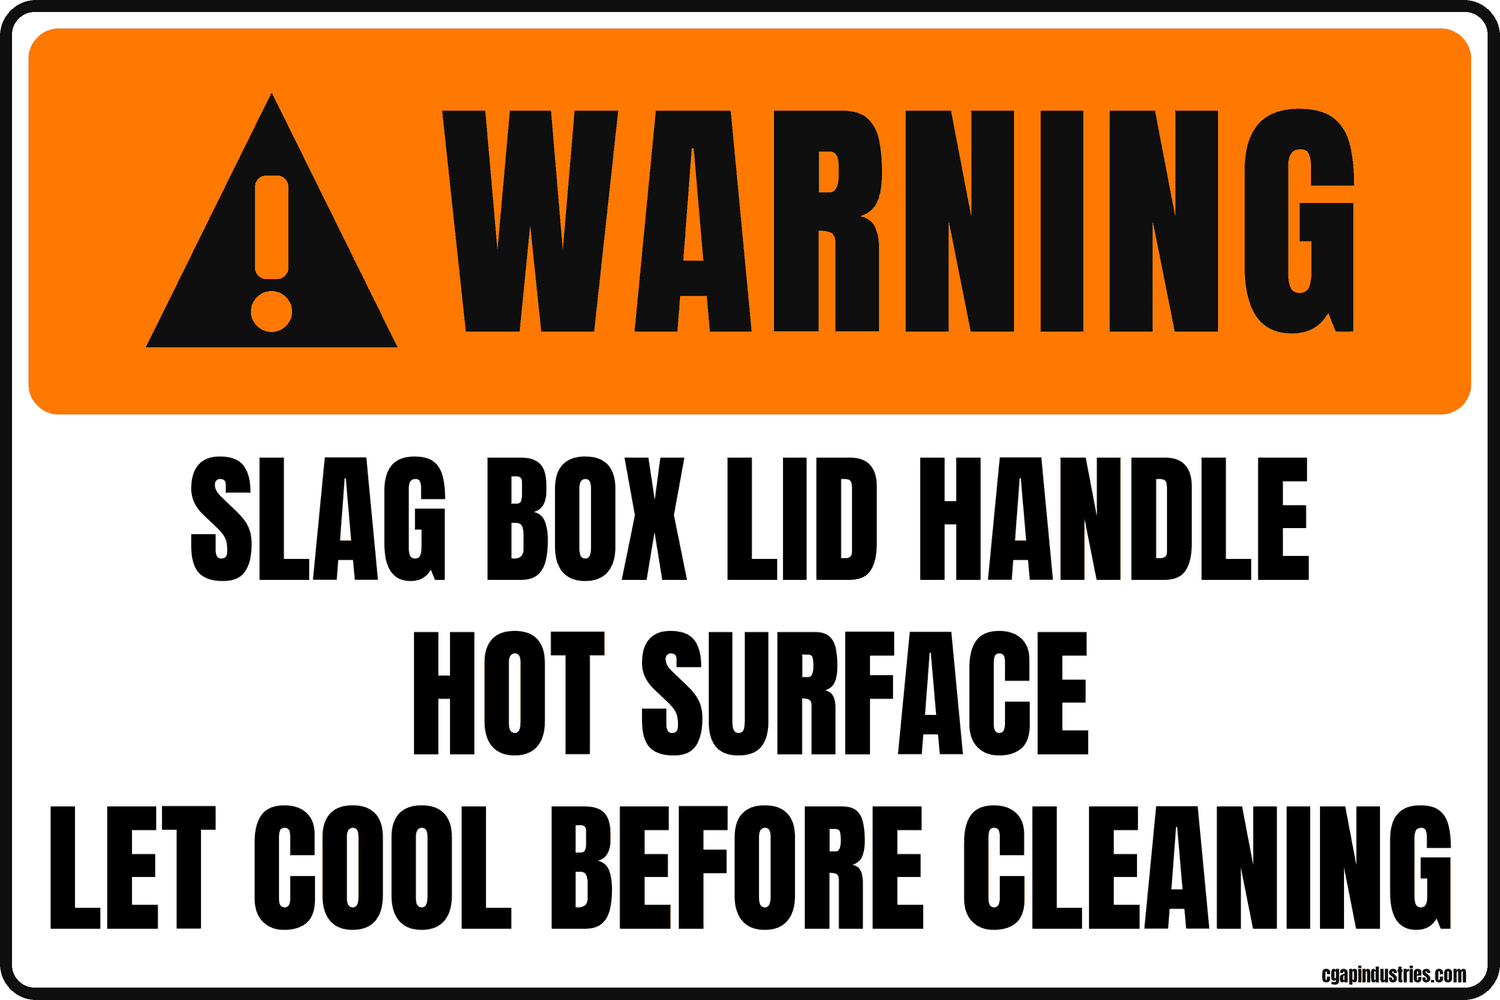 WARNING
SLAG BOX LID HANDLE
HOT SURFACE
LET COOL BEFORE CLEANING
cgapindustries.com